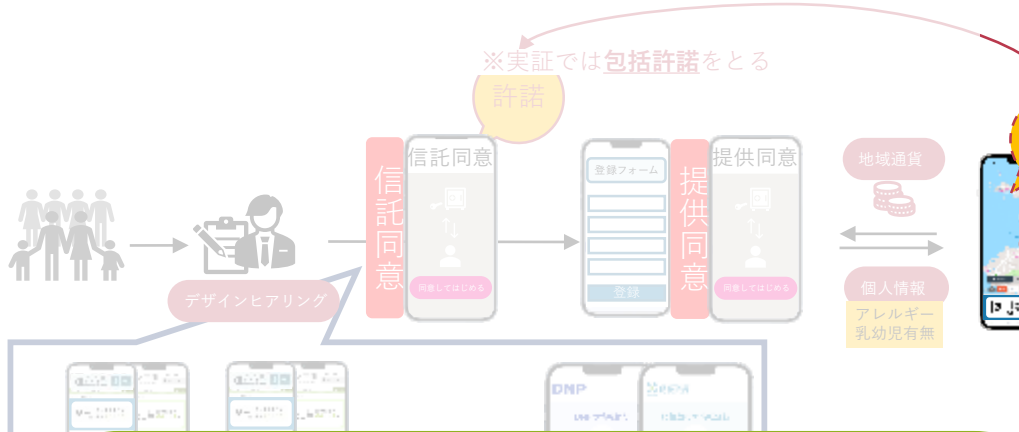 ※実証では包括許諾をとる
許諾
信託同意
信託同意
同意してはじめる
登録フォーム
登録
提供同意
提供同意
同意してはじめる
地域通貨
個人情報
アレルギー
乳幼児有無
デザインヒアリング
DNP